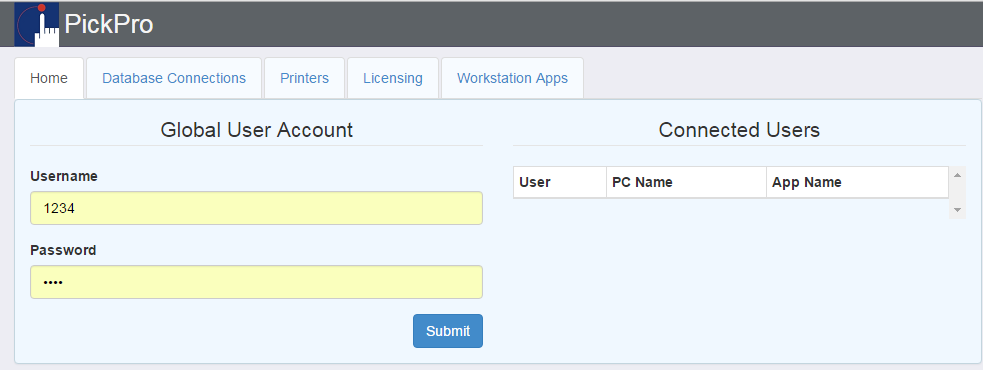 PickPro
Home Database Connections Printers Licensing Workstation Apps
Global User Account
Username
1234
Password
••••
Submit
Connected Users
User PC Name App Name